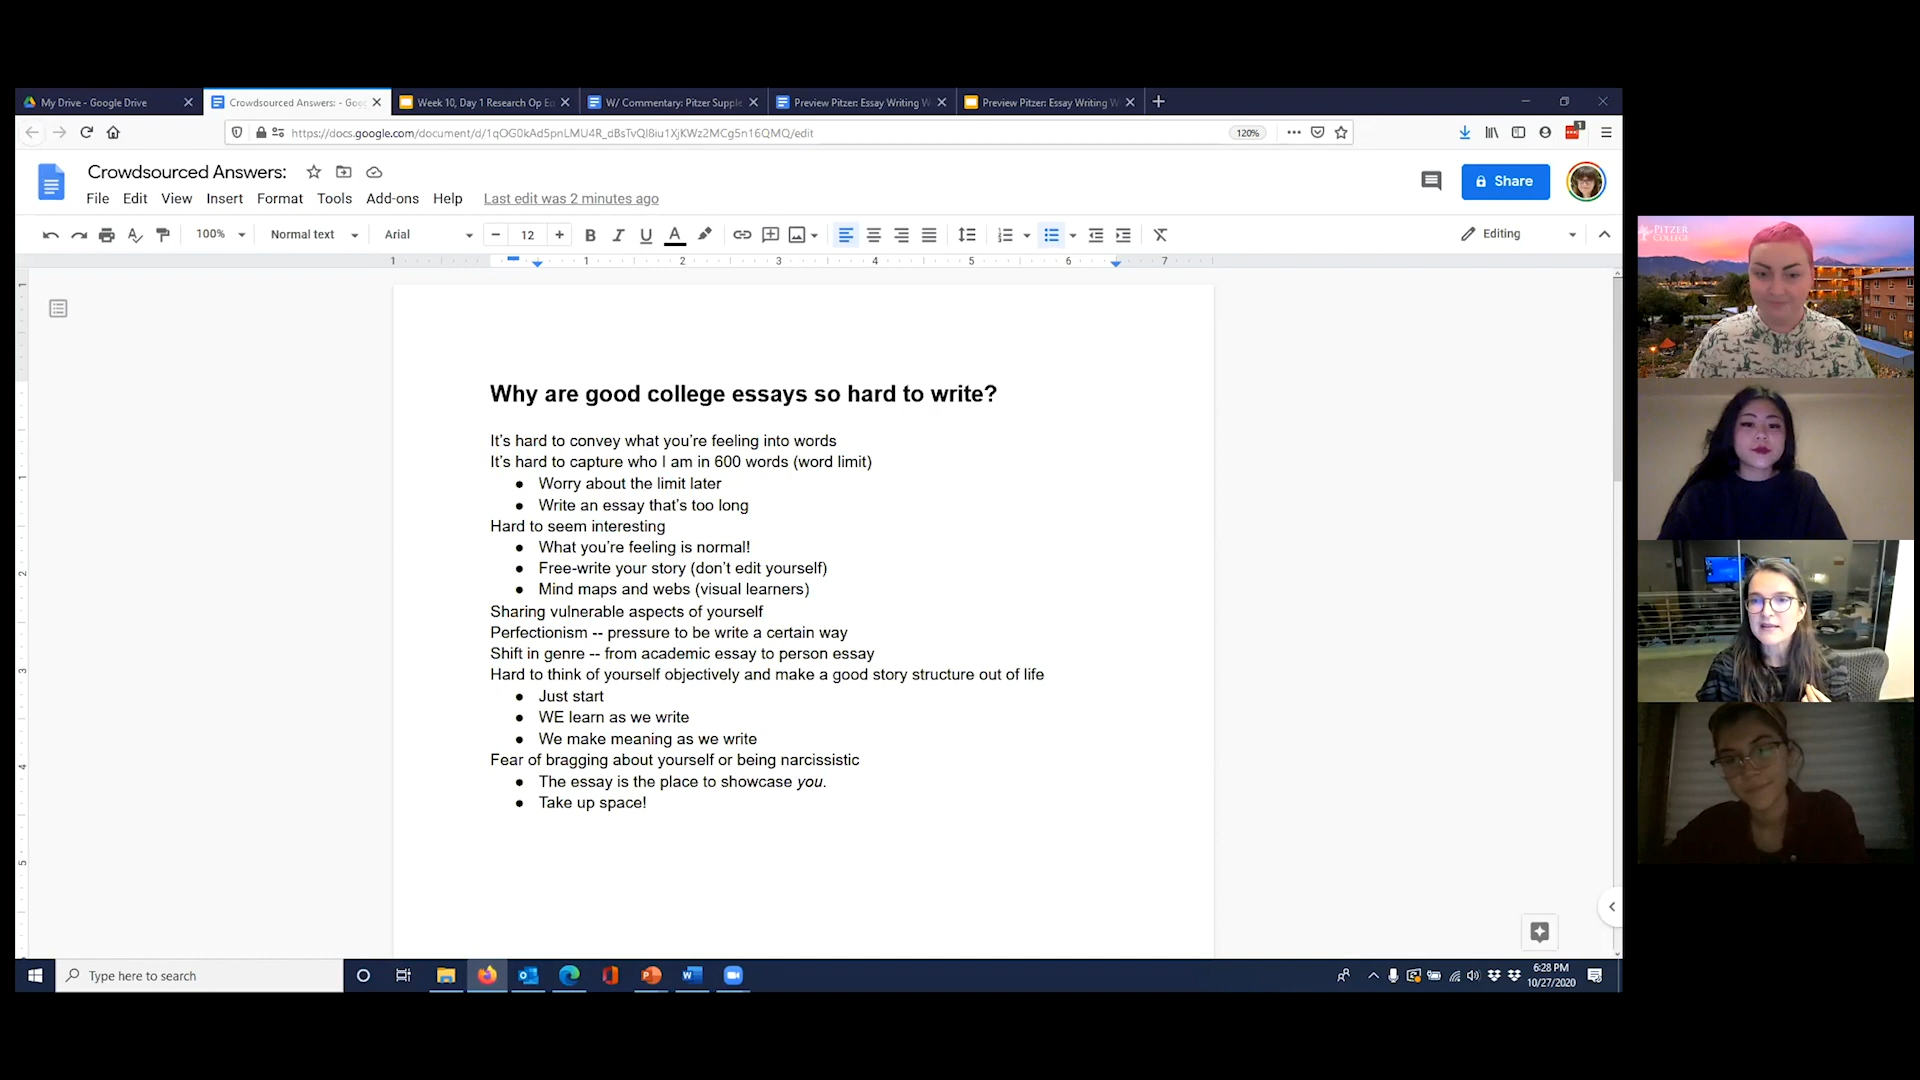 My Drive - Google Drive
Crowdsourced Answers: - Goo
Week 10, Day 1 Research Op E
W/ Commentary: Pitzer Supple
Preview Pitzer: Essay Writing W
Preview Pitzer: Essay Writing W
120%
Crowdsourced Answers:
Share
File Edit View Insert Format Tools Add-ons Help Last edit was 2 minutes ago
100% Normal text Arial 12 Editing
1 1 2 3 4 5 6 7
PITZER COLLEGE
Why are good college essays so hard to write?
It's hard to convey what you're feeling into words
It's hard to capture who I am in 600 words (word limit)
● Worry about the limit later
● Write an essay that's too long
Hard to seem interesting
● What you're feeling is normal!
● Free-write your story (don't edit yourself)
● Mind maps and webs (visual learners)
Sharing vulnerable aspects of yourself
Perfectionism -- pressure to be write a certain way
Shift in genre -- from academic essay to person essay
Hard to think of yourself objectively and make a good story structure out of life
● Just start
● WE learn as we write
● We make meaning as we write
Fear of bragging about yourself or being narcissistic
● The essay is the place to showcase you.
● Take up space!
Type here to search
6:28 PM
10/27/2020